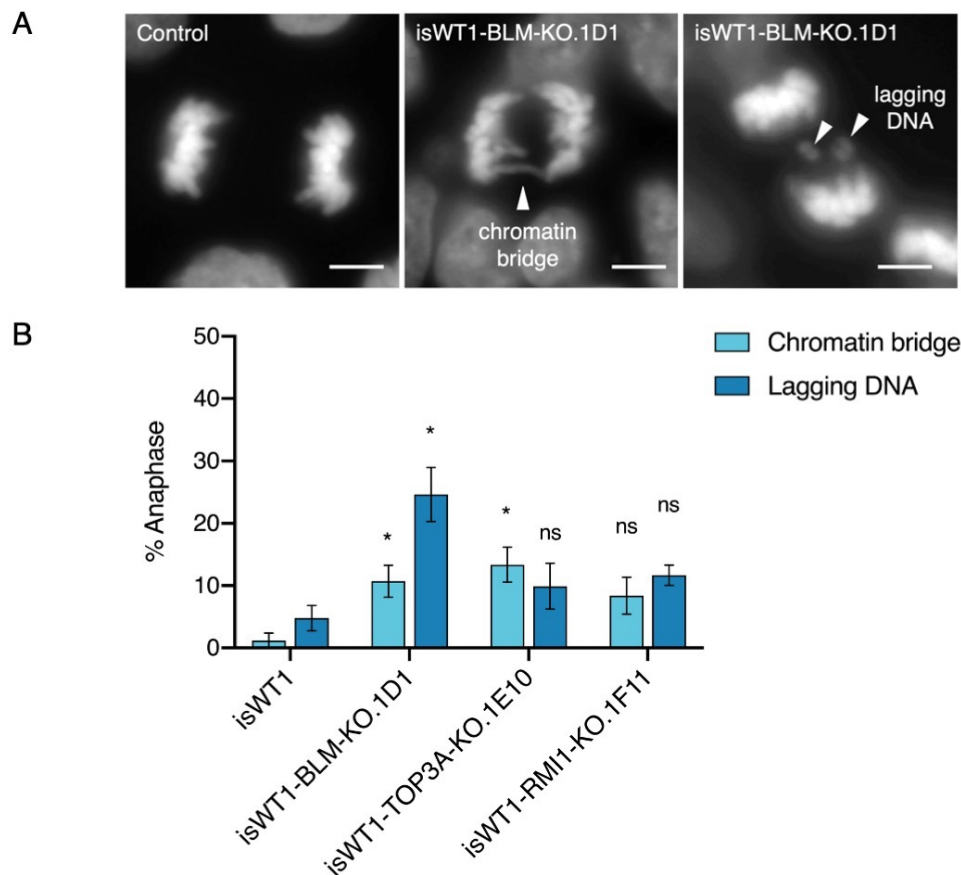 A
Control
isWT1-BLM-KO.1D1
isWT1-BLM-KO.1D1
chromatin
bridge
lagging
DNA
B
Chromatin bridge
Lagging DNA
% Anaphase
50
40
30
20
10
0
*
*
*
ns
ns
ns
isWT1
isWT1-BLM-KO.1D1
isWT1-TOP3A-KO.1E10
isWT1-RMI1-KO.1F11